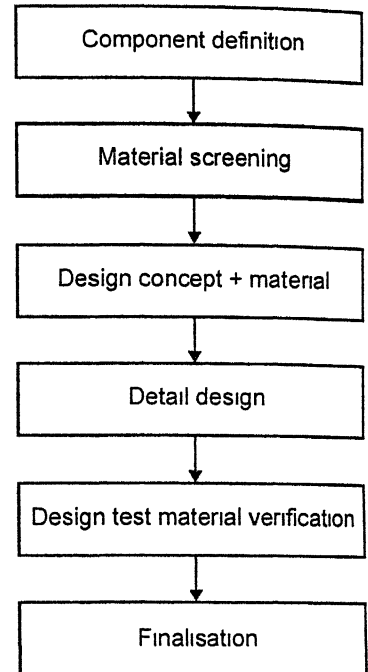 Component definition
Material screening
Design concept + material
Detail design
Design test material verification
Finalisation